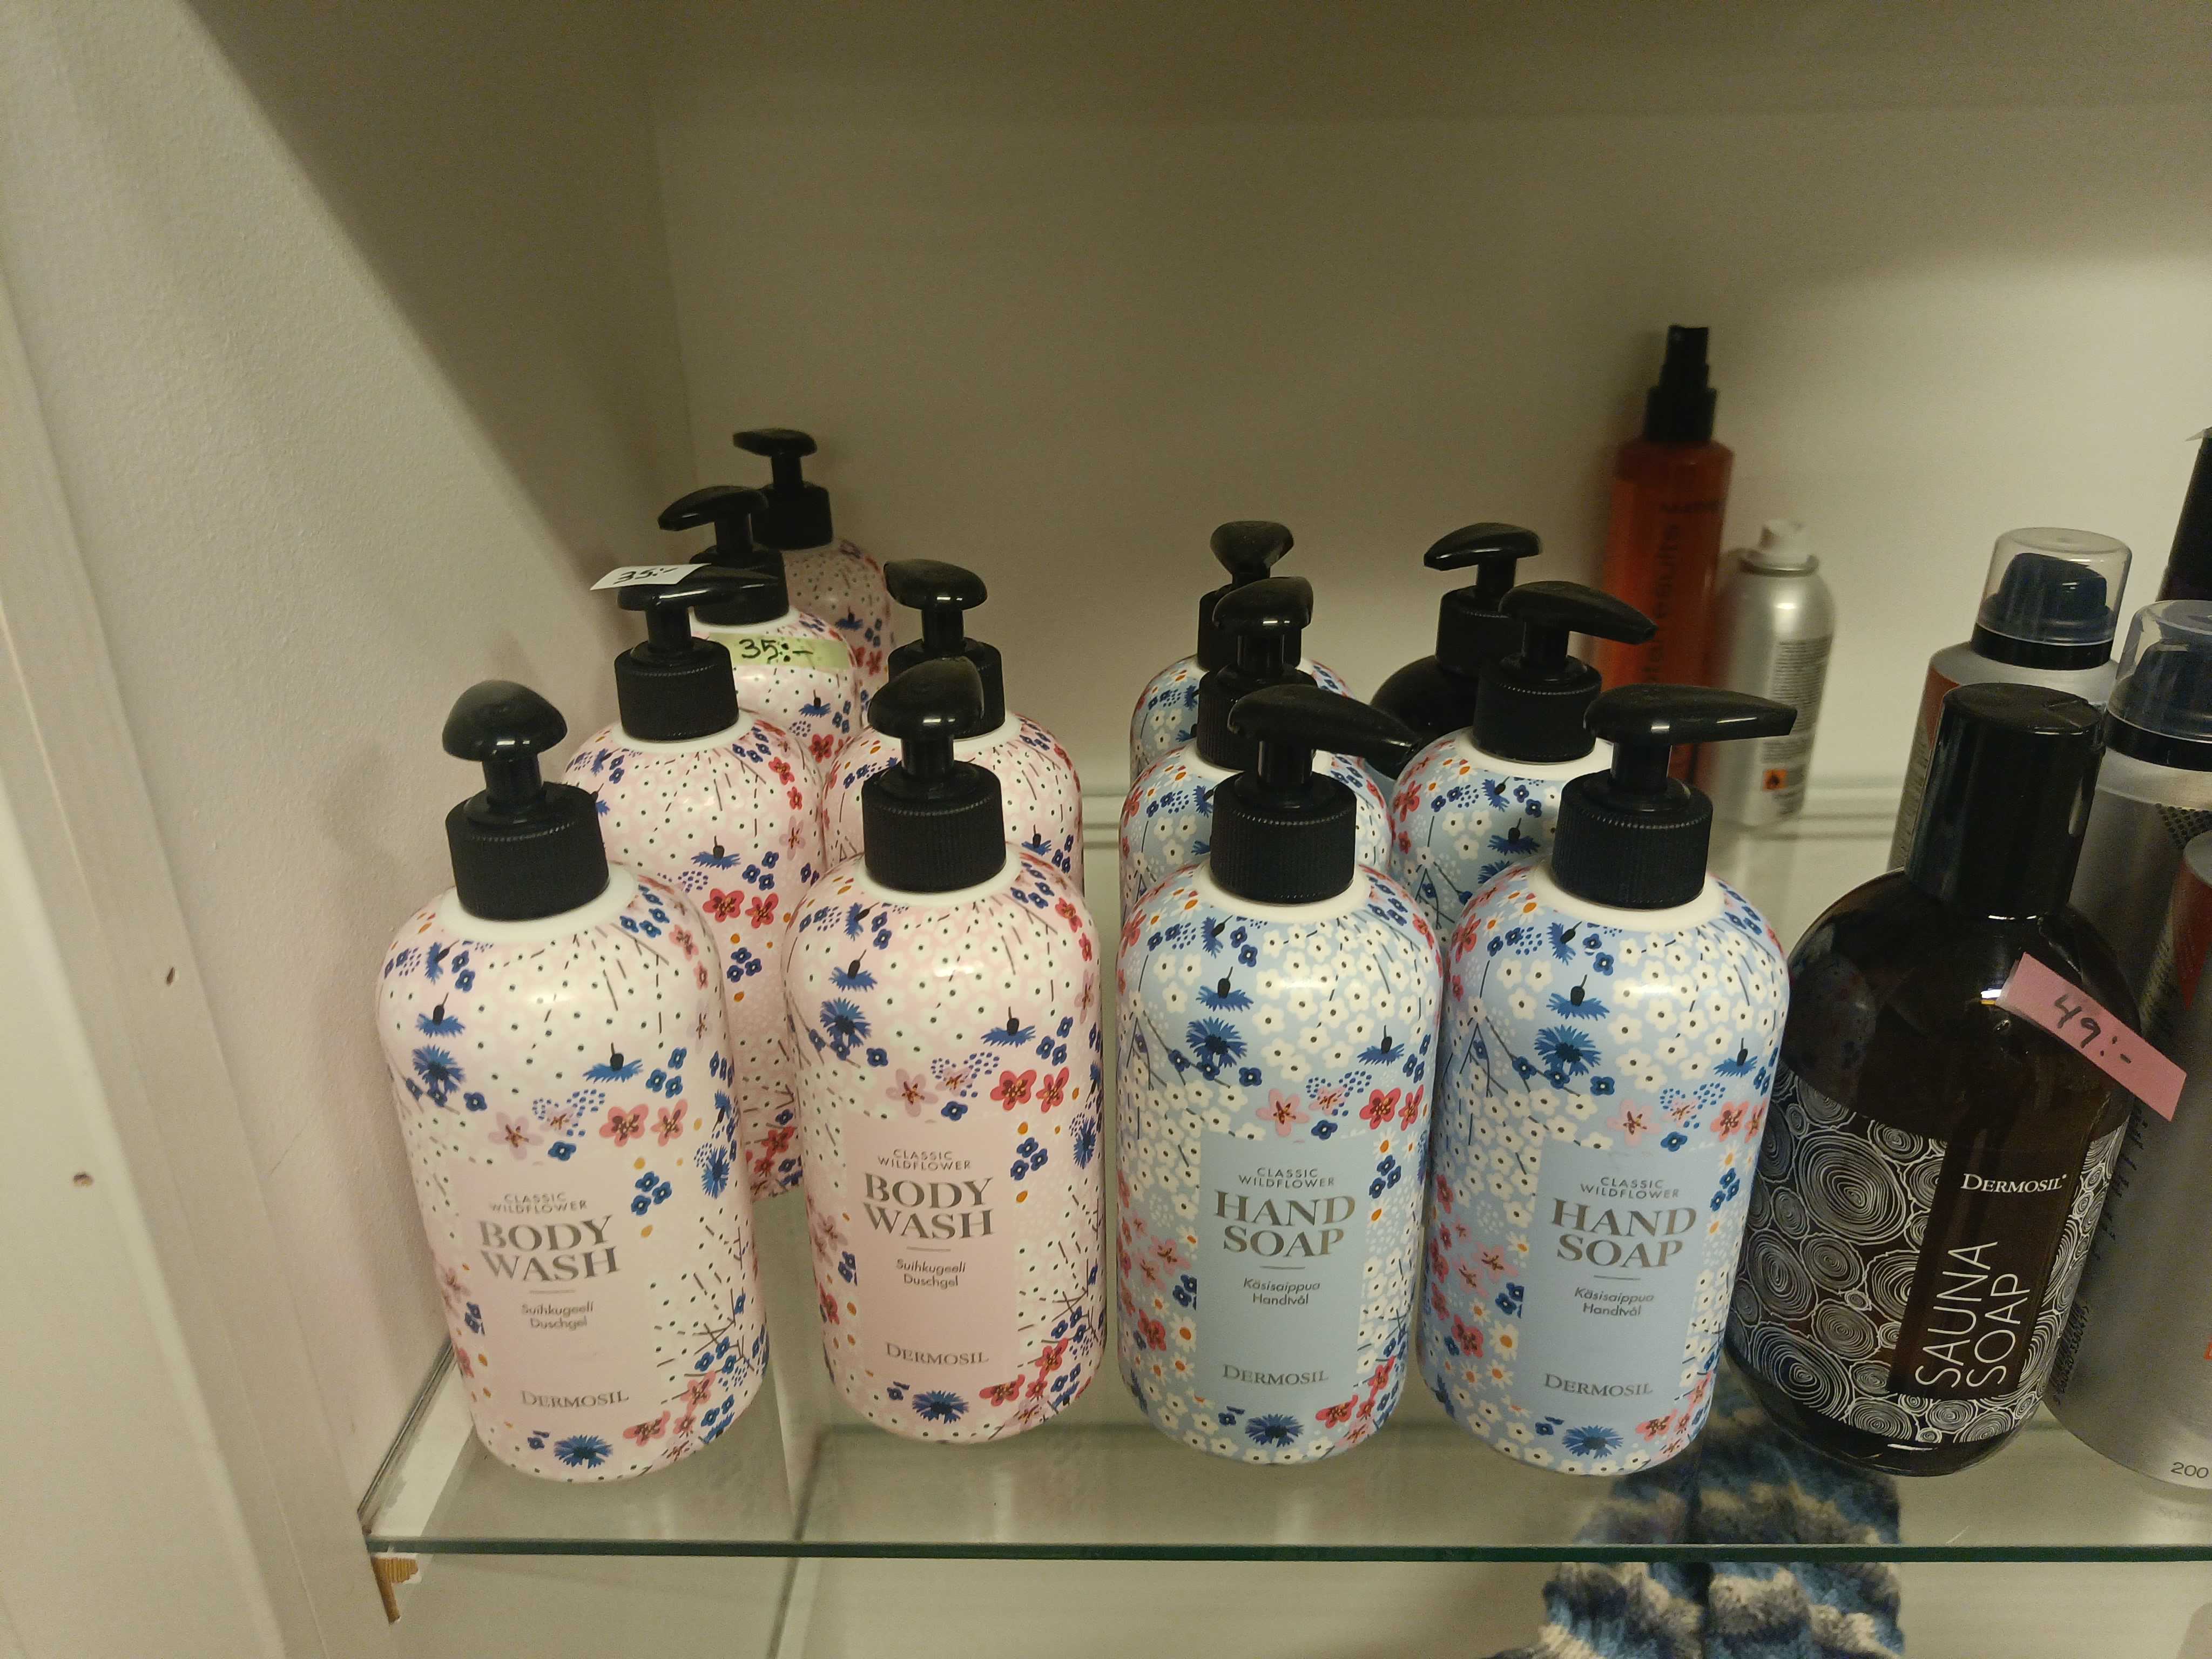 35:-
35:-
CLASSIC
WILDFLOWER
BODY
WASH
Suihkugeeli
Duschgel
DERMOSIL
CLASSIC
WILDFLOWER
BODY
WASH
Suihkugeeli
Duschgel
DERMOSIL
CLASSIC
WILDFLOWER
HAND
SOAP
Käsisaippua
Handtvål
DERMOSIL
CLASSIC
WILDFLOWER
HAND
SOAP
Käsisaippua
Handtvål
DERMOSIL
49:-
DERMOSIL®
SAUNA
SOAP
200